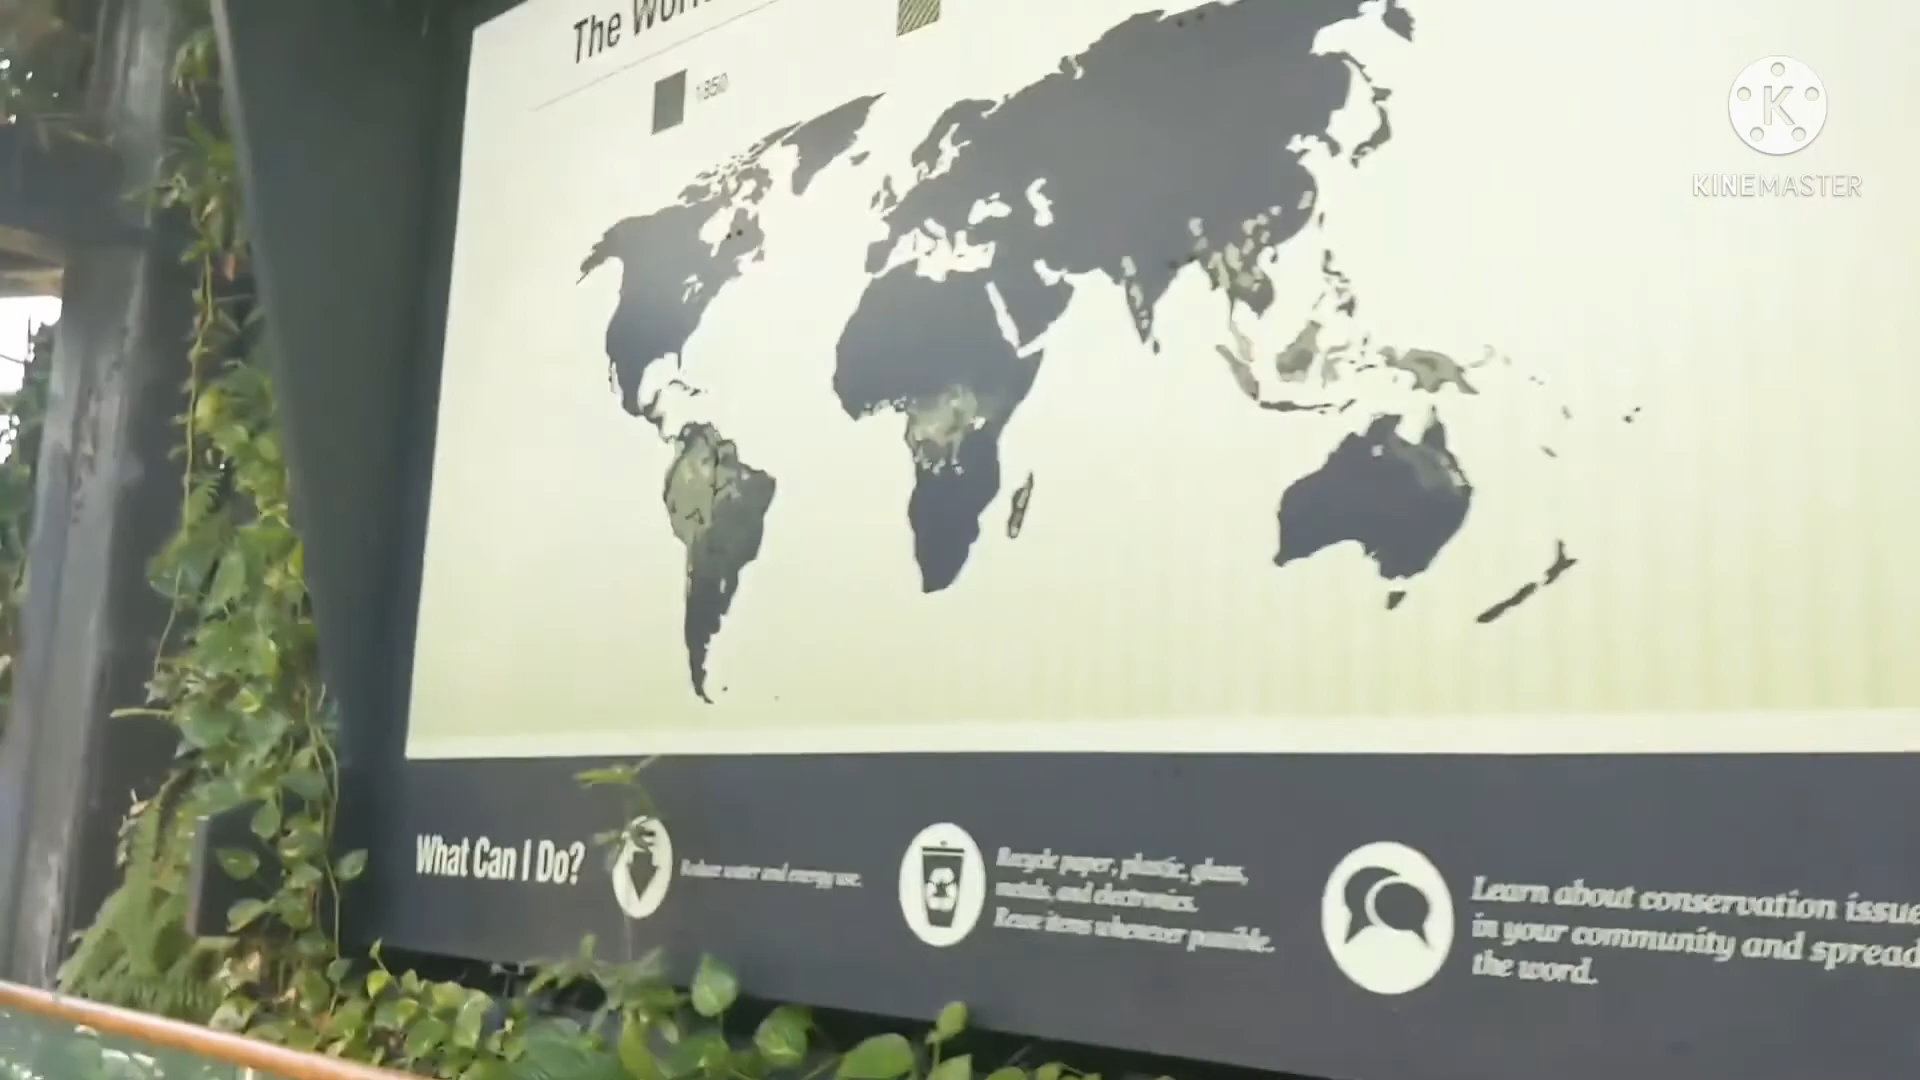 The World
1850
KINEMASTER
What Can I Do?
Reduce water and energy use.
Recycle paper, plastic, glass,
metals, and electronics.
Reuse items whenever possible.
Learn about conservation issue
in your community and spread
the word.